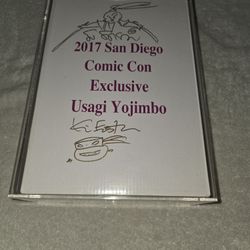 2017 San Diego
Comic Con
Exclusive
Usagi Yojimbo